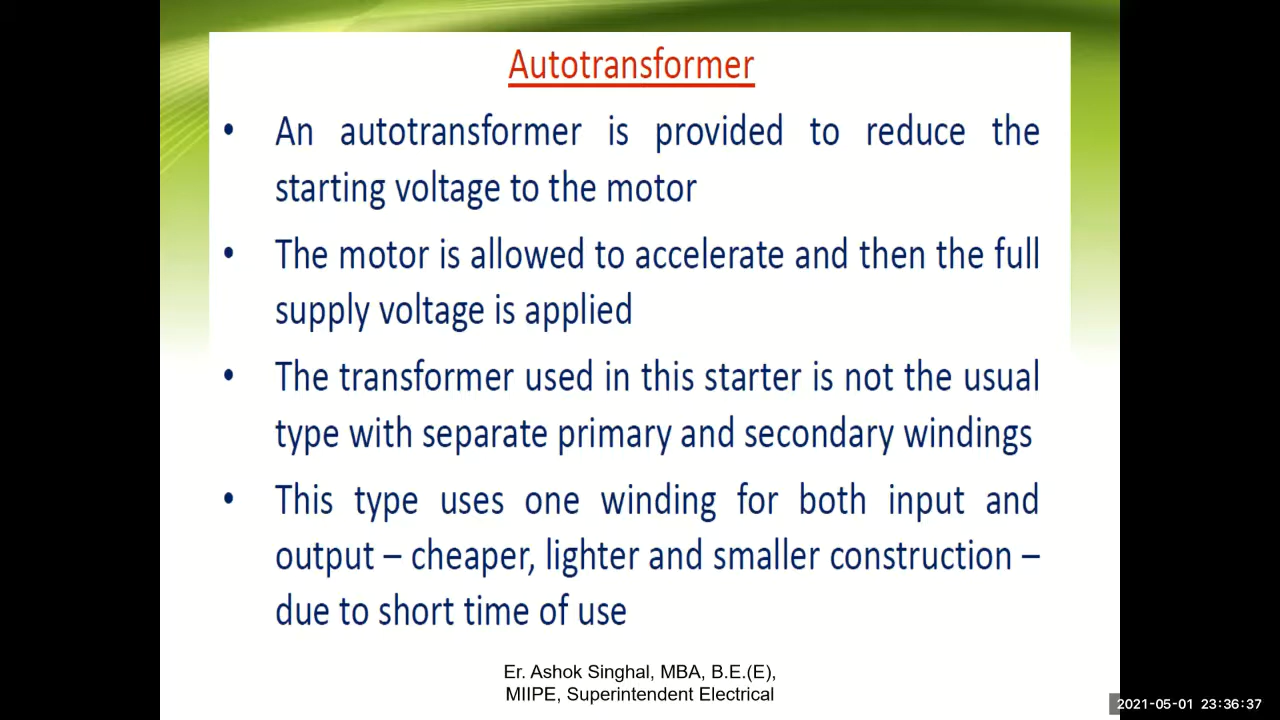 Autotransformer
• An autotransformer is provided to reduce the
starting voltage to the motor
• The motor is allowed to accelerate and then the full
supply voltage is applied
• The transformer used in this starter is not the usual
type with separate primary and secondary windings
• This type uses one winding for both input and
output – cheaper, lighter and smaller construction –
due to short time of use
Er. Ashok Singhal, MBA, B.E.(E),
MIIPE, Superintendent Electrical
2021-05-01 23:36:37